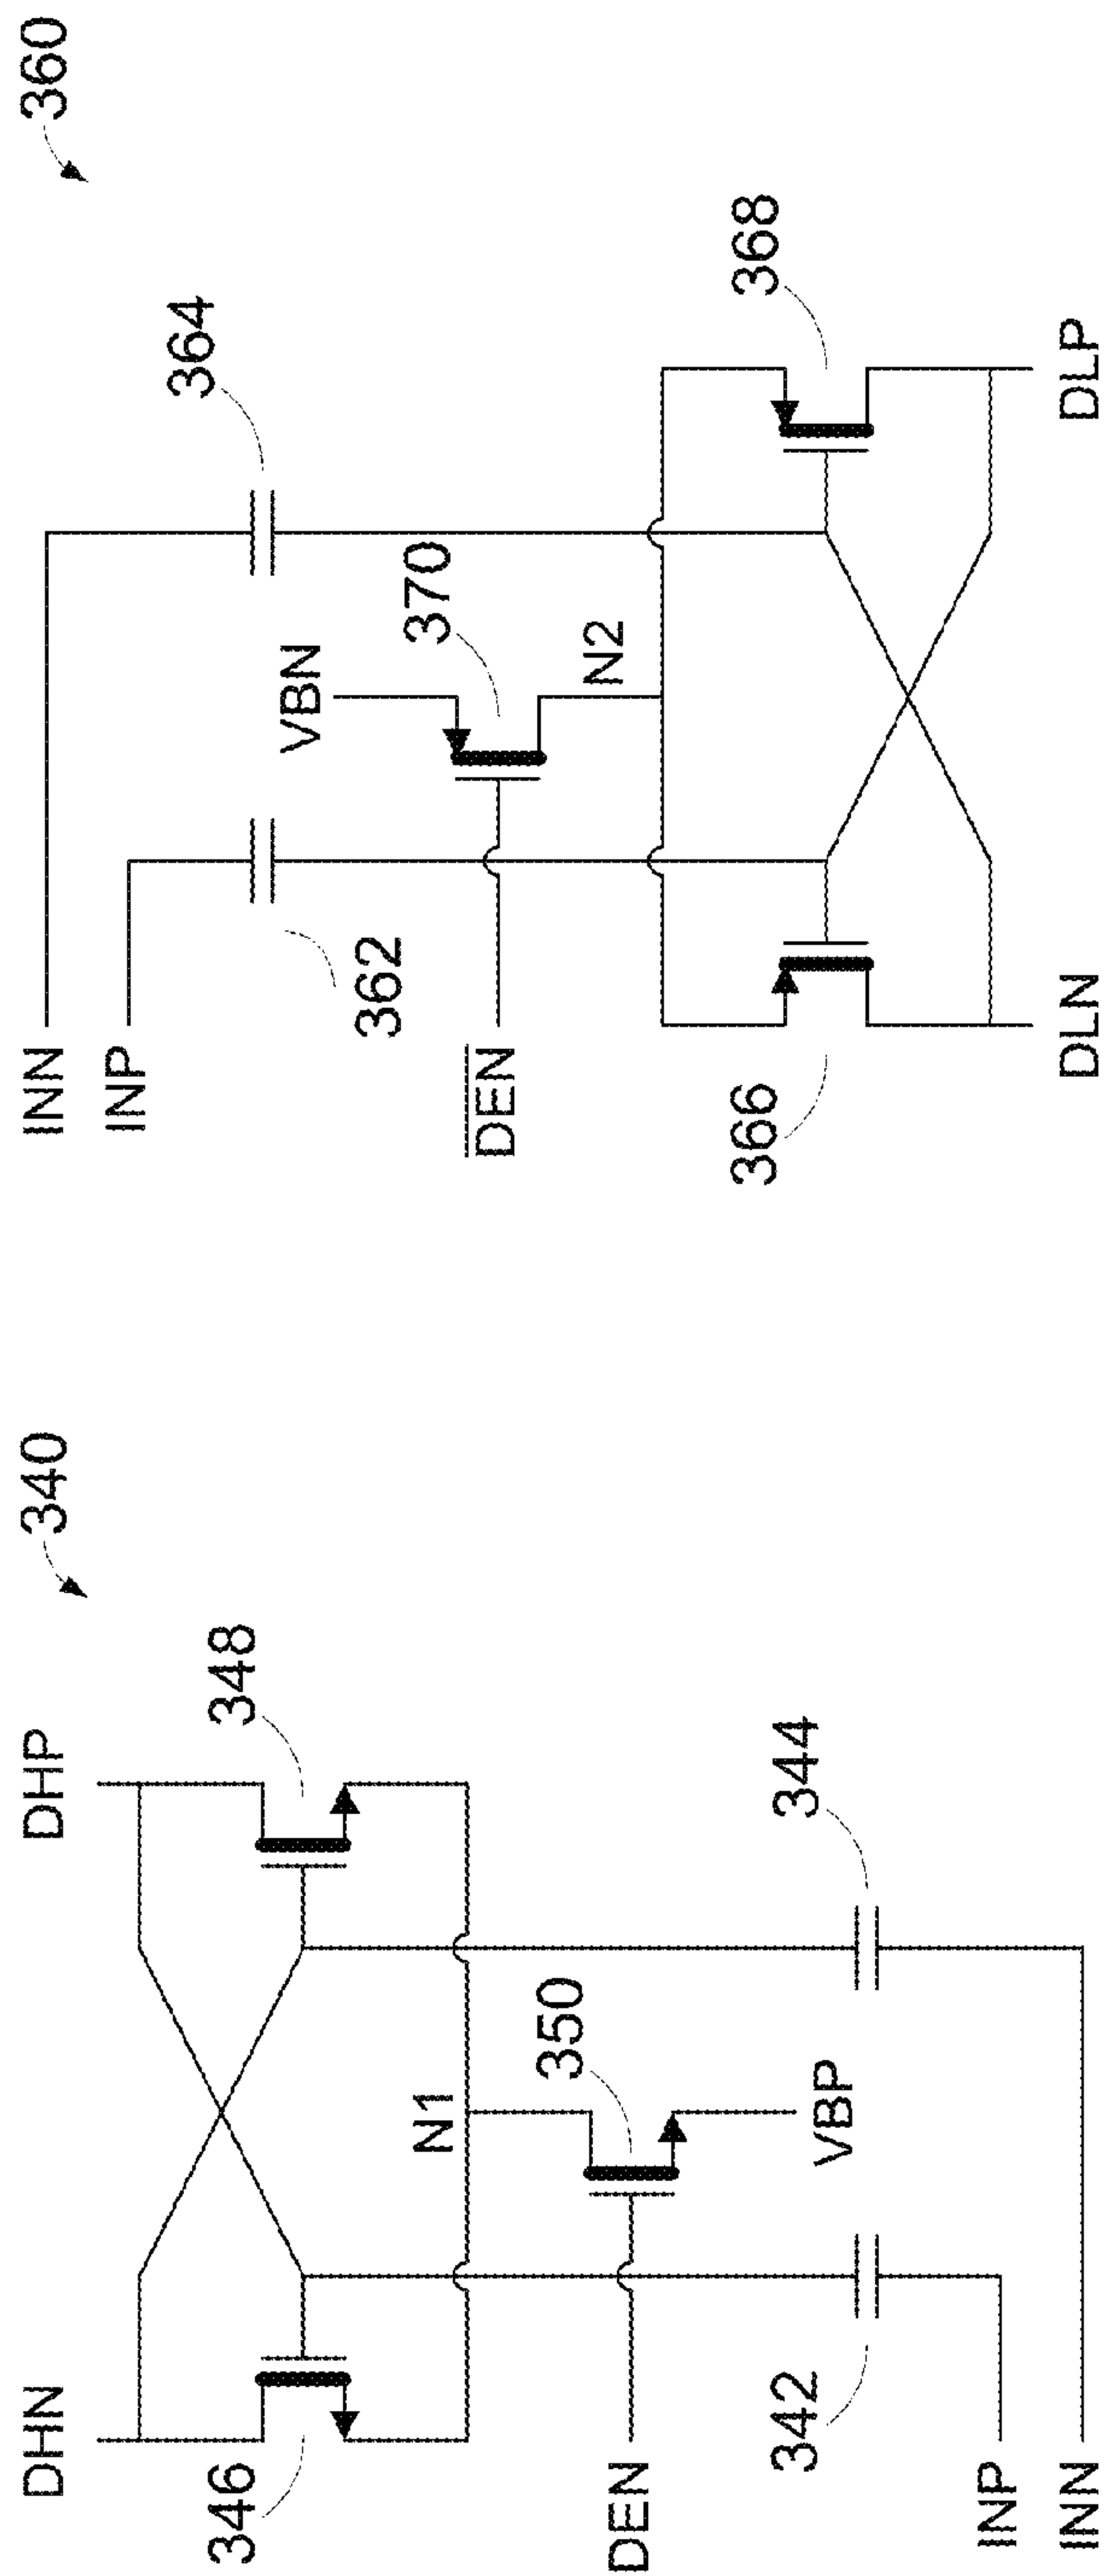 340
DHN
DHP
346
348
N1
DEN
350
VBP
342
344
INP
INN
360
INN
INP
364
VBN
362
370
DEN
N2
366
368
DLN
DLP